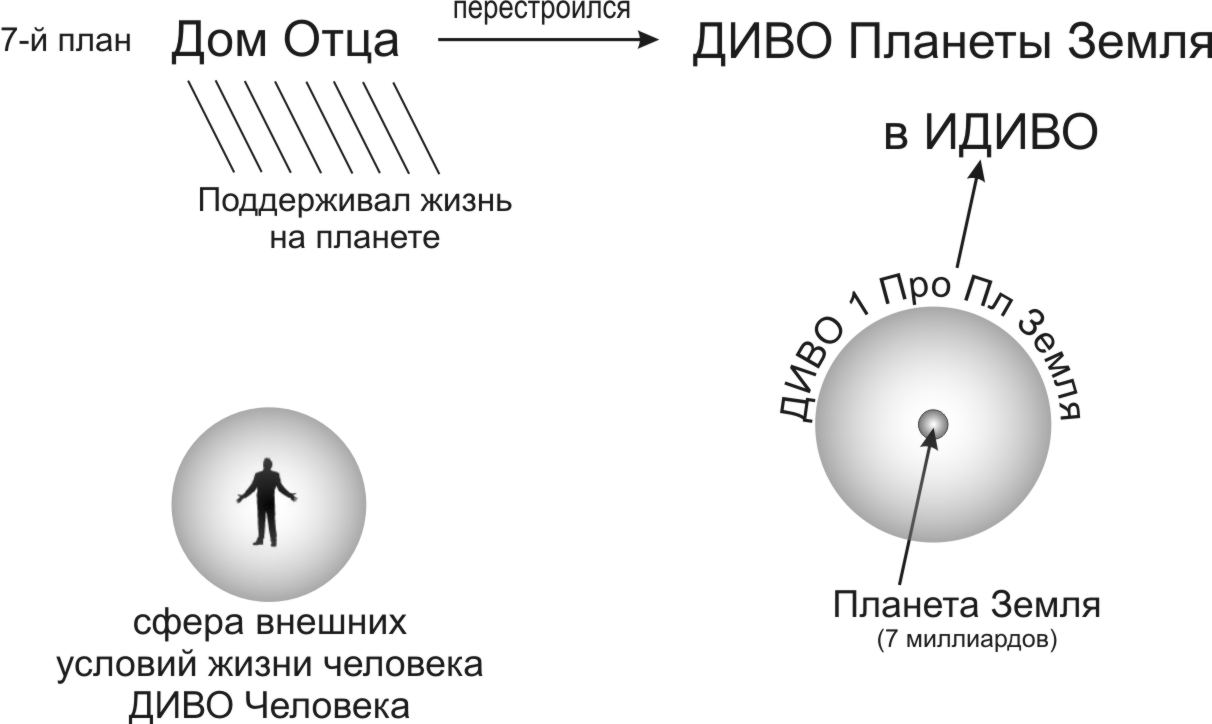 перестроился
7-й план Дом Отца ДИВО Планеты Земля
в ИДИВО
Поддерживал жизнь
на планете
ДИВО 1 Про Пл Земля
Планета Земля
(7 миллиардов)
сфера внешних
условий жизни человека
ДИВО Человека